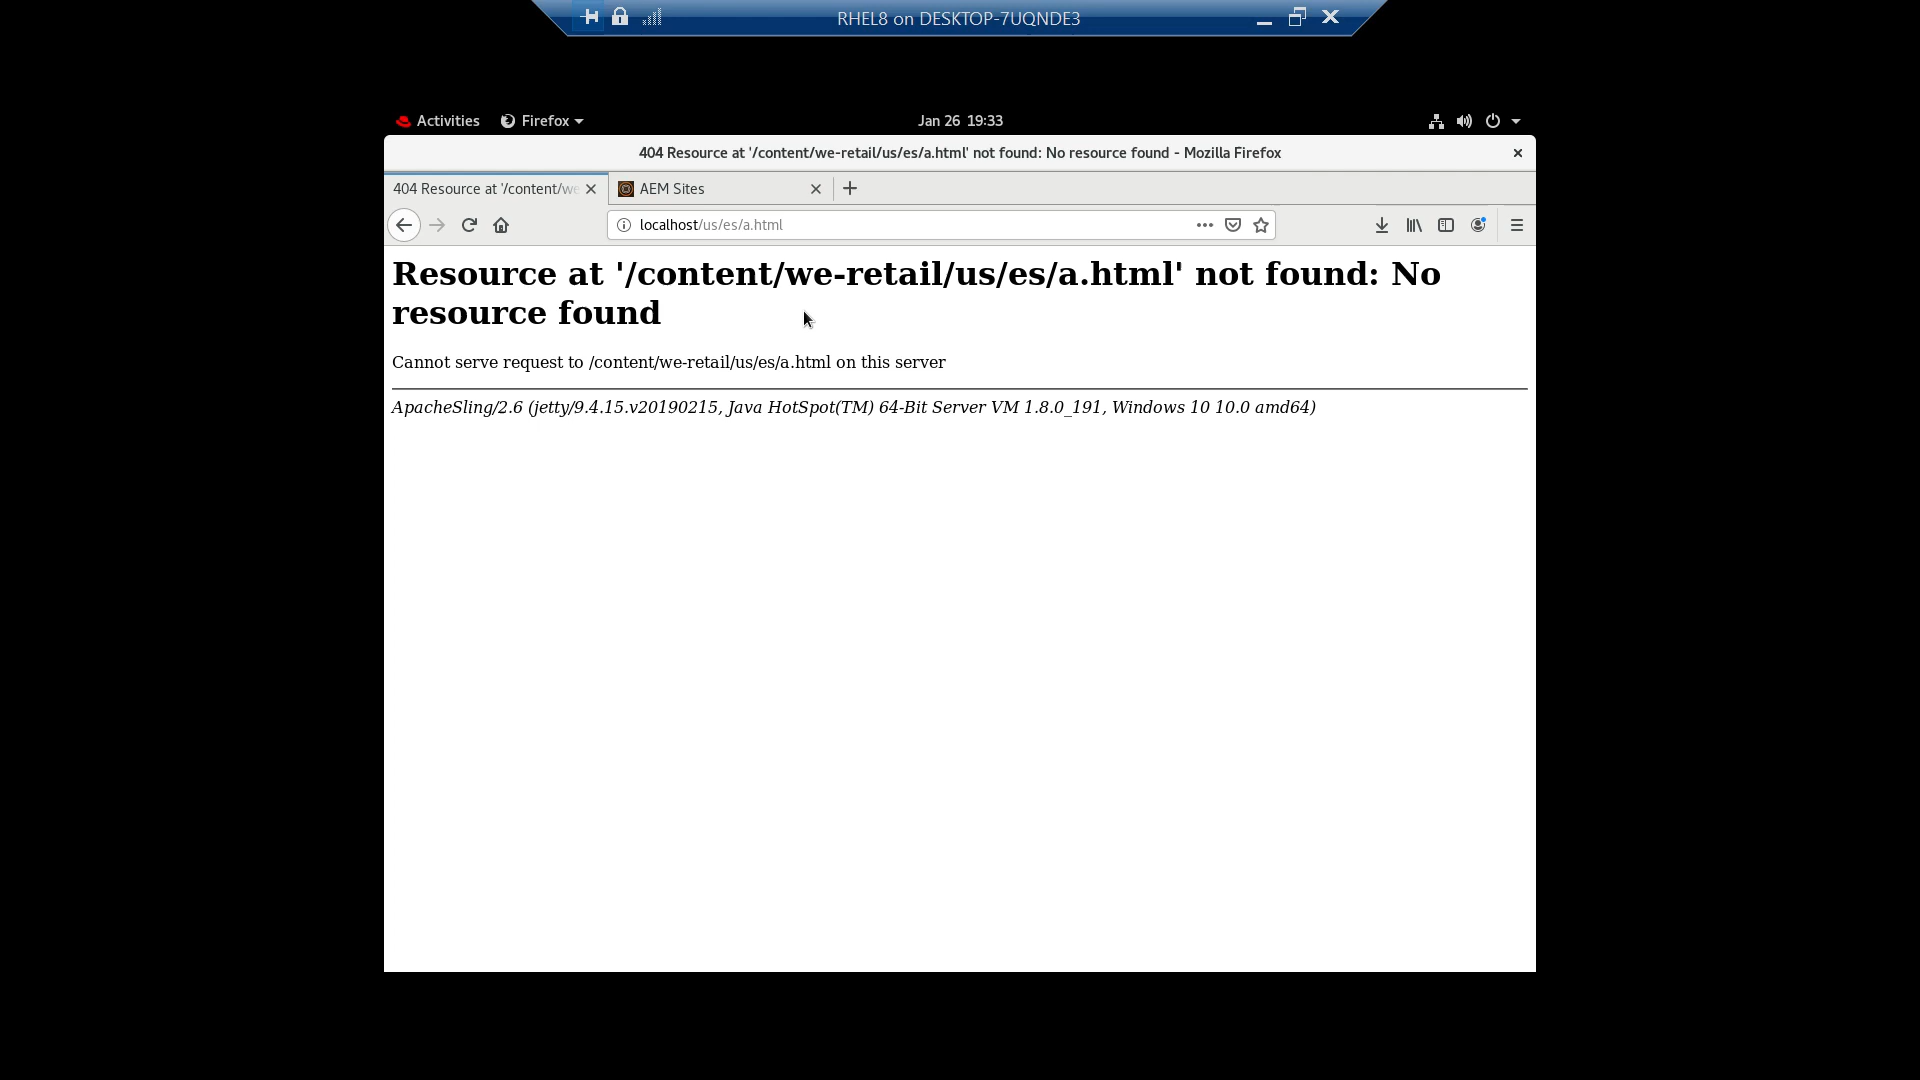 RHEL8 on DESKTOP-7UQNDE3
Activities Firefox Jan 26 19:33
404 Resource at '/content/we-retail/us/es/a.html' not found: No resource found - Mozilla Firefox
404 Resource at '/content/we AEM Sites
localhost/us/es/a.html
Resource at '/content/we-retail/us/es/a.html' not found: No
resource found
Cannot serve request to /content/we-retail/us/es/a.html on this server
ApacheSling/2.6 (jetty/9.4.15.v20190215, Java HotSpot(TM) 64-Bit Server VM 1.8.0_191, Windows 10 10.0 amd64)